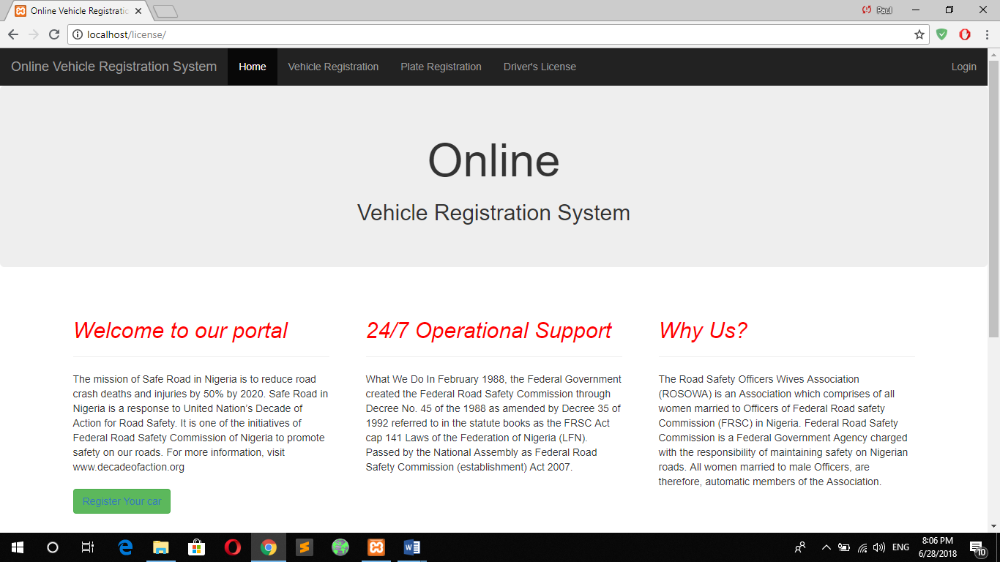 Online Vehicle Registratic
Paul
localhost/license/
Online Vehicle Registration System Home Vehicle Registration Plate Registration Driver's License Login
Online
Vehicle Registration System
Welcome to our portal
The mission of Safe Road in Nigeria is to reduce road
crash deaths and injuries by 50% by 2020. Safe Road in
Nigeria is a response to United Nation's Decade of
Action for Road Safety. It is one of the initiatives of
Federal Road Safety Commission of Nigeria to promote
safety on our roads. For more information, visit
www.decadeofaction.org
Register Your car
24/7 Operational Support
What We Do In February 1988, the Federal Government
created the Federal Road Safety Commission through
Decree No. 45 of the 1988 as amended by Decree 35 of
1992 referred to in the statute books as the FRSC Act
cap 141 Laws of the Federation of Nigeria (LFN).
Passed by the National Assembly as Federal Road
Safety Commission (establishment) Act 2007.
Why Us?
The Road Safety Officers Wives Association
(ROSOWA) is an Association which comprises of all
women married to Officers of Federal Road safety
Commission (FRSC) in Nigeria. Federal Road Safety
Commission is a Federal Government Agency charged
with the responsibility of maintaining safety on Nigerian
roads. All women married to male Officers, are
therefore, automatic members of the Association.
ENG
8:06 PM
6/28/2018
10